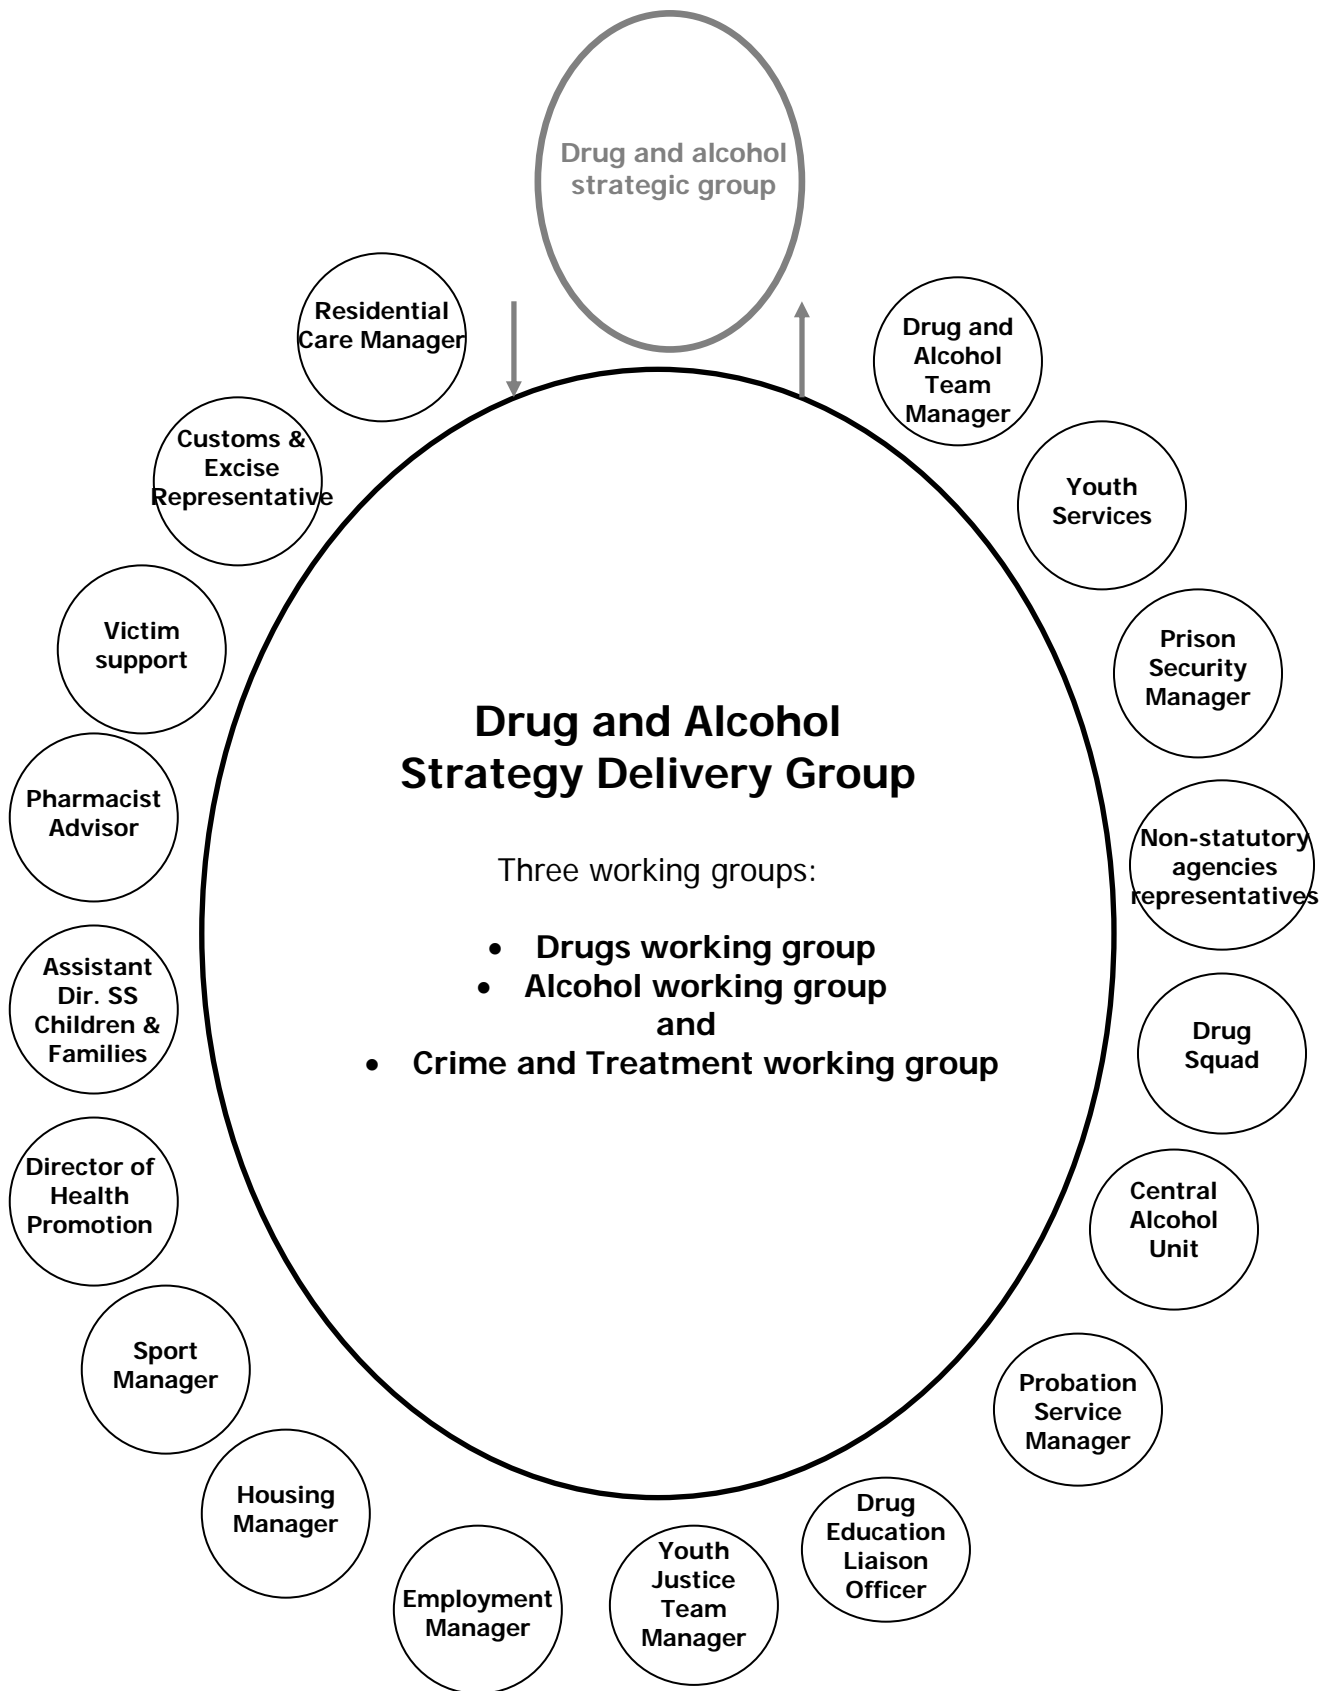 Drug and alcohol
strategic group
Residential
Care Manager
Drug and
Alcohol
Team
Manager
Customs &
Excise
Representative
Youth
Services
Victim
support
Prison
Security
Manager
Drug and Alcohol
Strategy Delivery Group
Three working groups:
• Drugs working group
• Alcohol working group
and
• Crime and Treatment working group
Pharmacist
Advisor
Non-statutory
agencies
representatives
Assistant
Dir. SS
Children &
Families
Drug
Squad
Director of
Health
Promotion
Central
Alcohol
Unit
Sport
Manager
Probation
Service
Manager
Housing
Manager
Drug
Education
Liaison
Officer
Employment
Manager
Youth
Justice
Team
Manager